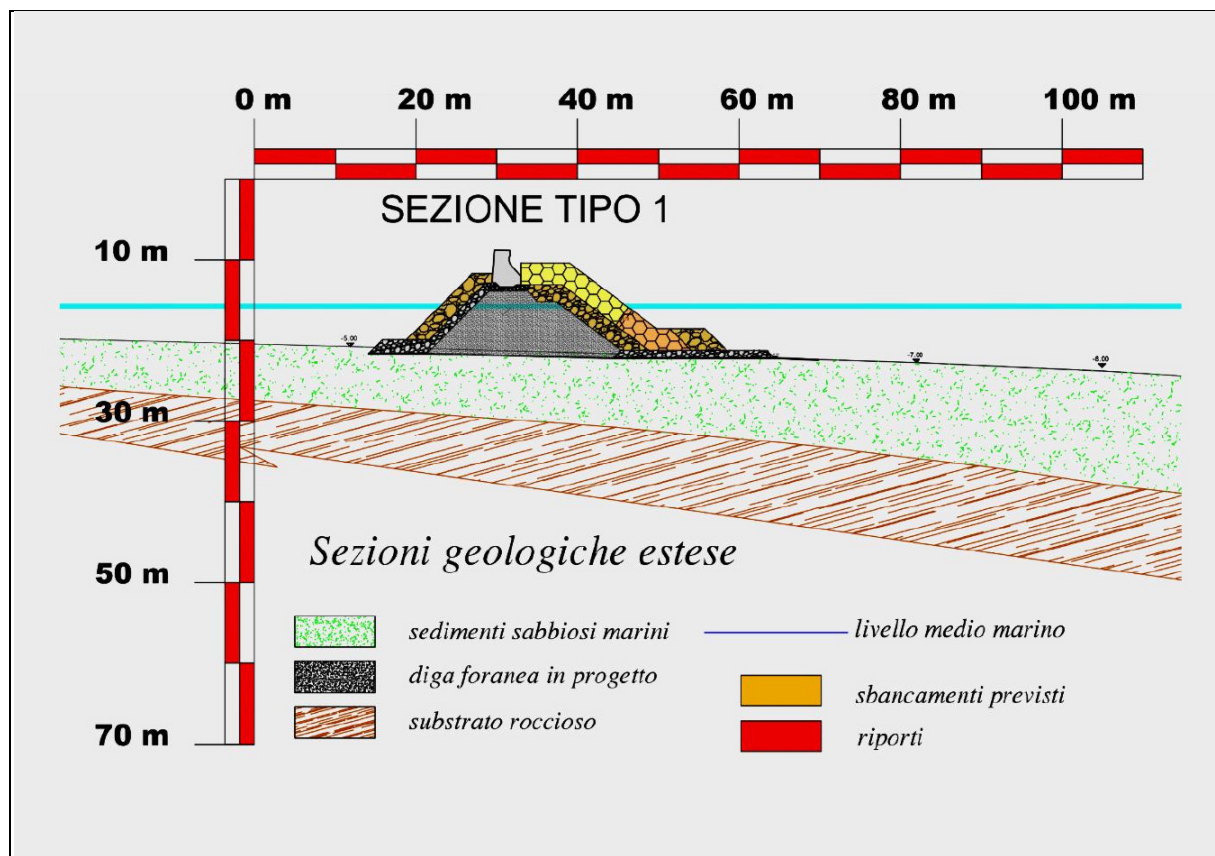 0 m 20 m 40 m 60 m 80 m 100 m
SEZIONE TIPO 1
10 m
-5.00
-7.00
-8.00
30 m
Sezioni geologiche estese
50 m
sedimenti sabbiosi marini
livello medio marino
diga foranea in progetto
sbancamenti previsti
substrato roccioso
riporti
70 m